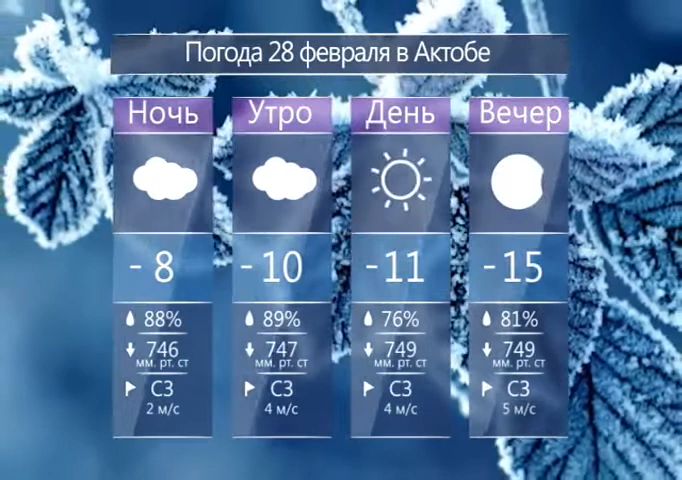 Погода 28 февраля в Актобе
Ночь Утро День Вечер
-8 -10 -11 -15
88% 89% 76% 81%
746 747 749 749
мм. рт. ст мм. рт. ст мм. рт. ст мм. рт. ст
СЗ СЗ СЗ СЗ
2 м/с 4 м/с 4 м/с 5 м/с